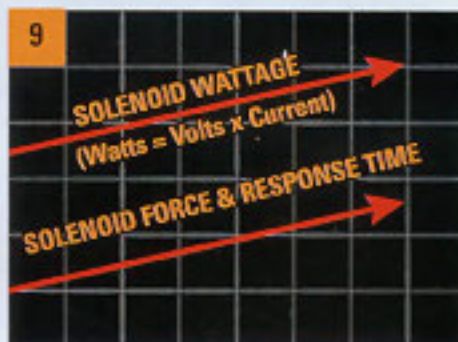 9
SOLENOID WATTAGE
(Watts = Volts x Current)
SOLENOID FORCE & RESPONSE TIME